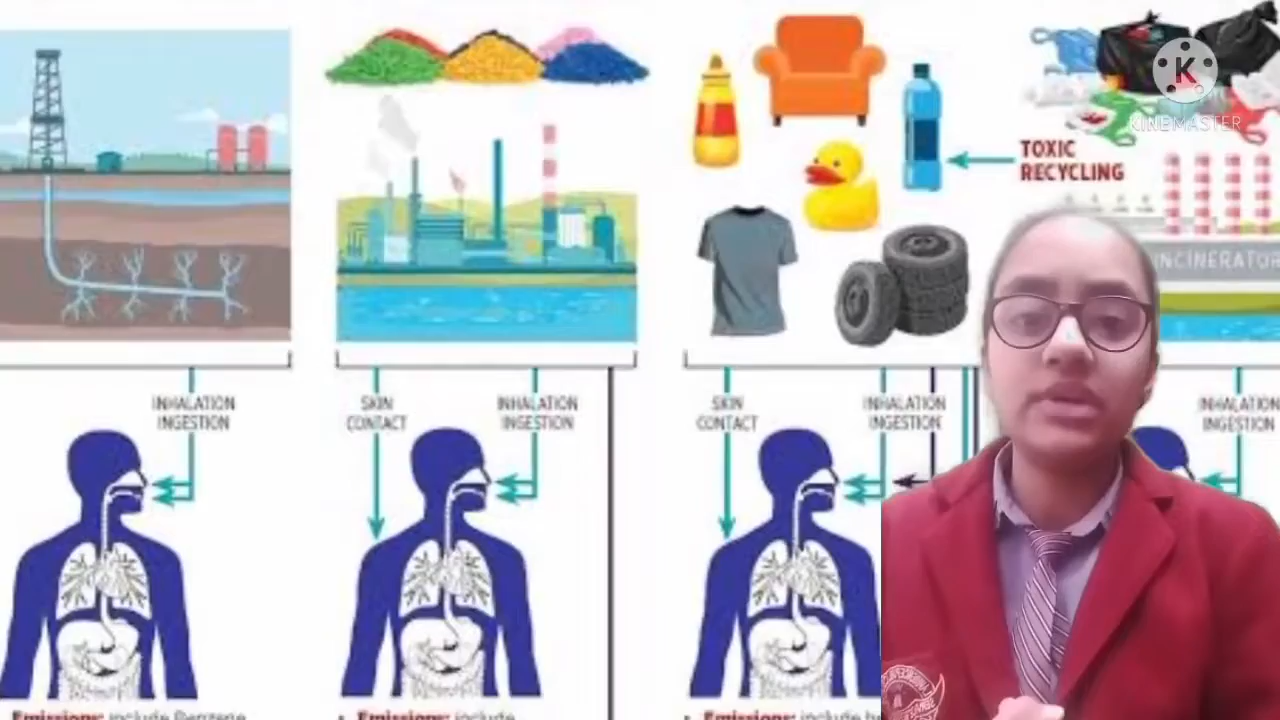 KINEMASTER
TOXIC
RECYCLING
INCINERATOR
INHALATION
INGESTION
SKIN
CONTACT
INHALATION
INGESTION
SKIN
CONTACT
INHALATION
INGESTION
INHALATION
INGESTION
Emissions: include Benzene
• Emissions: include
• Emissions: include